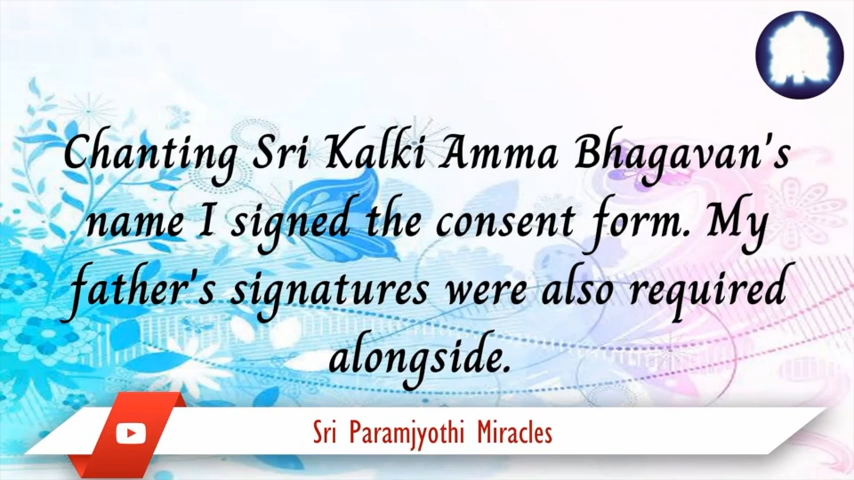 Chanting Sri Kalki Amma Bhagavan's
name I signed the consent form. My
father's signatures were also required
alongside.
Sri Paramjyothi Miracles